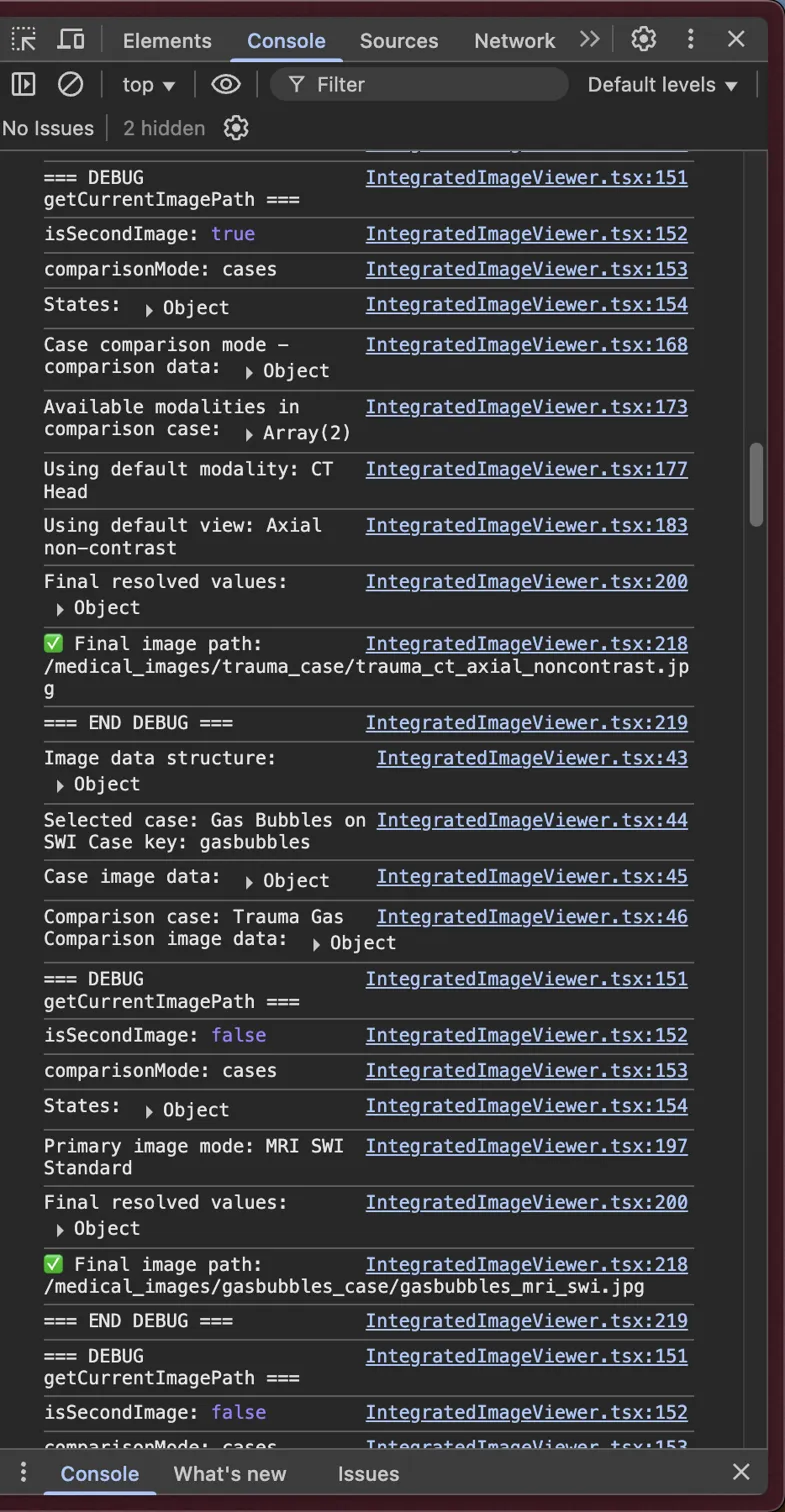 Elements Console Sources Network
top Filter Default levels
No Issues 2 hidden
=== DEBUG IntegratedImageViewer.tsx:151
getCurrentImagePath ===
isSecondImage: true IntegratedImageViewer.tsx:152
comparisonMode: cases IntegratedImageViewer.tsx:153
States: Object IntegratedImageViewer.tsx:154
Case comparison mode – IntegratedImageViewer.tsx:168
comparison data: Object
Available modalities in IntegratedImageViewer.tsx:173
comparison case: Array(2)
Using default modality: CT IntegratedImageViewer.tsx:177
Head
Using default view: Axial IntegratedImageViewer.tsx:183
non-contrast
Final resolved values: IntegratedImageViewer.tsx:200
Object
✅ Final image path: IntegratedImageViewer.tsx:218
/medical_images/trauma_case/trauma_ct_axial_noncontrast.jp
g
=== END DEBUG === IntegratedImageViewer.tsx:219
Image data structure: IntegratedImageViewer.tsx:43
Object
Selected case: Gas Bubbles on IntegratedImageViewer.tsx:44
SWI Case key: gasbubbles
Case image data: Object IntegratedImageViewer.tsx:45
Comparison case: Trauma Gas IntegratedImageViewer.tsx:46
Comparison image data: Object
=== DEBUG IntegratedImageViewer.tsx:151
getCurrentImagePath ===
isSecondImage: false IntegratedImageViewer.tsx:152
comparisonMode: cases IntegratedImageViewer.tsx:153
States: Object IntegratedImageViewer.tsx:154
Primary image mode: MRI SWI IntegratedImageViewer.tsx:197
Standard
Final resolved values: IntegratedImageViewer.tsx:200
Object
✅ Final image path: IntegratedImageViewer.tsx:218
/medical_images/gasbubbles_case/gasbubbles_mri_swi.jpg
=== END DEBUG === IntegratedImageViewer.tsx:219
=== DEBUG IntegratedImageViewer.tsx:151
getCurrentImagePath ===
isSecondImage: false IntegratedImageViewer.tsx:152
comparisonMode: cases IntegratedImageViewer.tsx:153
Console What's new Issues